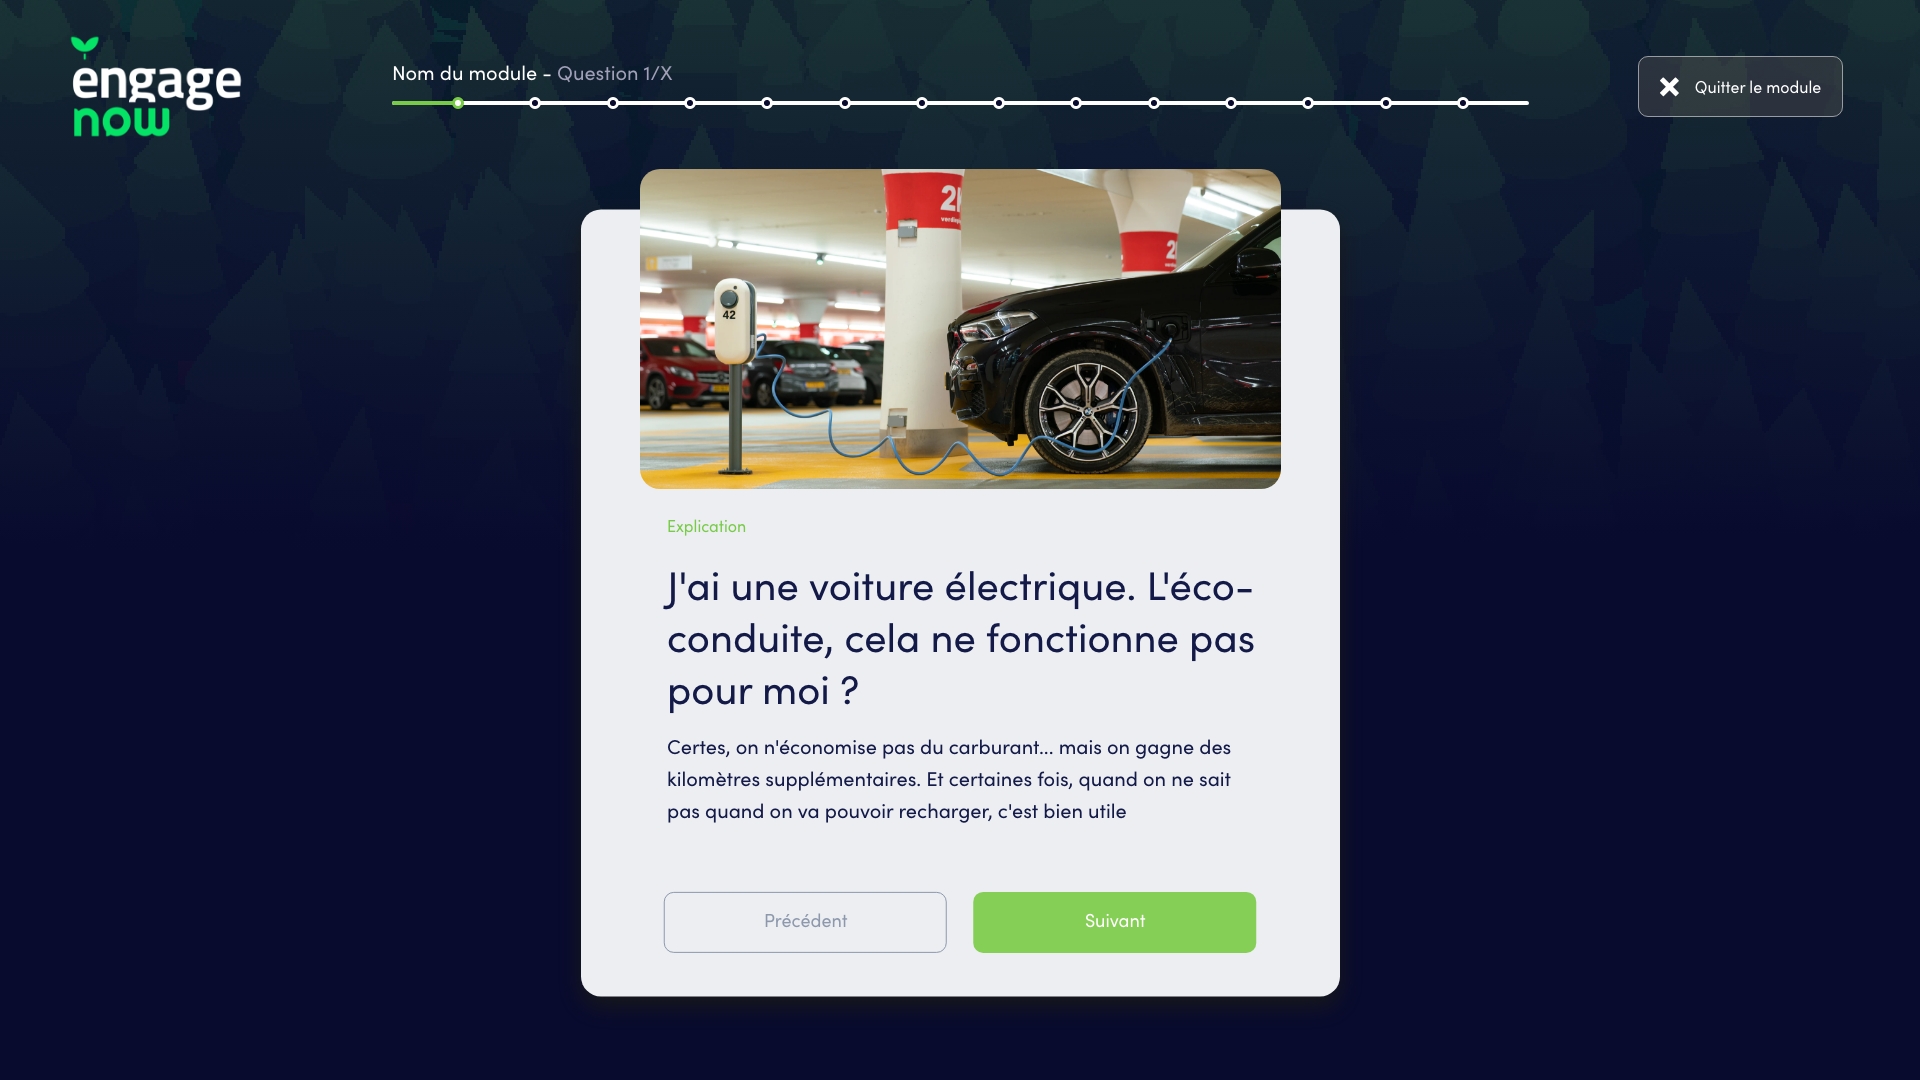 engage
now
Nom du module - Question 1/X
Quitter le module
42
Explication
J'ai une voiture électrique. L'éco-
conduite, cela ne fonctionne pas
pour moi ?
Certes, on n'économise pas du carburant... mais on gagne des
kilomètres supplémentaires. Et certaines fois, quand on ne sait
pas quand on va pouvoir recharger, c'est bien utile
Précédent
Suivant